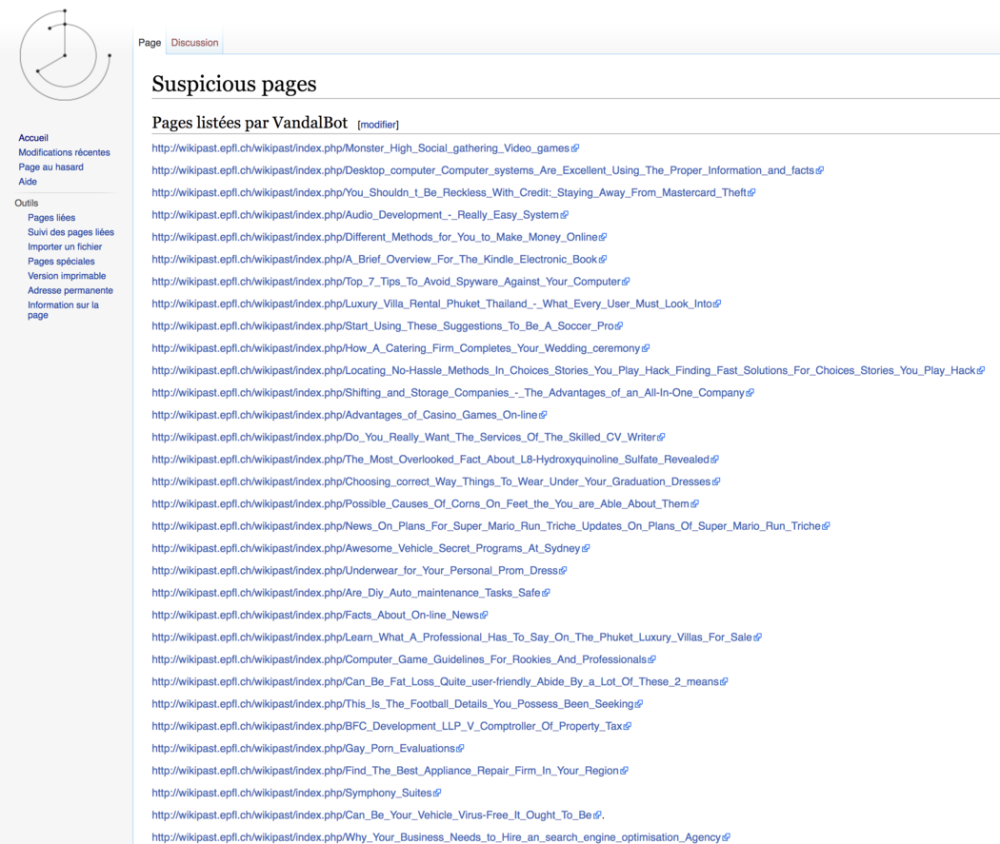 Page Discussion
Suspicious pages
Pages listées par VandalBot [modifier]
Accueil
Modifications récentes
Page au hasard
Aide
Outils
Pages liées
Suivi des pages liées
Importer un fichier
Pages spéciales
Version imprimable
Adresse permanente
Information sur la
page
http://wikipast.epfl.ch/wikipast/index.php/Monster_High_Social_gathering_Video_games
http://wikipast.epfl.ch/wikipast/index.php/Desktop_computer_Computer_systems_Are_Excellent_Using_The_Proper_Information_and_facts
http://wikipast.epfl.ch/wikipast/index.php/You_Shouldn_t_Be_Reckless_With_Credit:_Staying_Away_From_Mastercard_Theft
http://wikipast.epfl.ch/wikipast/index.php/Audio_Development_-_Really_Easy_System
http://wikipast.epfl.ch/wikipast/index.php/Different_Methods_for_You_to_Make_Money_Online
http://wikipast.epfl.ch/wikipast/index.php/A_Brief_Overview_For_The_Kindle_Electronic_Book
http://wikipast.epfl.ch/wikipast/index.php/Top_7_Tips_To_Avoid_Spyware_Against_Your_Computer
http://wikipast.epfl.ch/wikipast/index.php/Luxury_Villa_Rental_Phuket_Thailand_-_What_Every_User_Must_Look_Into
http://wikipast.epfl.ch/wikipast/index.php/Start_Using_These_Suggestions_To_Be_A_Soccer_Pro
http://wikipast.epfl.ch/wikipast/index.php/How_A_Catering_Firm_Completes_Your_Wedding_ceremony
http://wikipast.epfl.ch/wikipast/index.php/Locating_No-Hassle_Methods_In_Choices_Stories_You_Play_Hack_Finding_Fast_Solutions_For_Choices_Stories_You_Play_Hack
http://wikipast.epfl.ch/wikipast/index.php/Shifting_and_Storage_Companies_-_The_Advantages_of_an_All-In-One_Company
http://wikipast.epfl.ch/wikipast/index.php/Advantages_of_Casino_Games_On-line
http://wikipast.epfl.ch/wikipast/index.php/Do_You_Really_Want_The_Services_Of_The_Skilled_CV_Writer
http://wikipast.epfl.ch/wikipast/index.php/The_Most_Overlooked_Fact_About_L8-Hydroxyquinoline_Sulfate_Revealed
http://wikipast.epfl.ch/wikipast/index.php/Choosing_correct_Way_Things_To_Wear_Under_Your_Graduation_Dresses
http://wikipast.epfl.ch/wikipast/index.php/Possible_Causes_Of_Corns_On_Feet_the_You_are_Able_About_Them
http://wikipast.epfl.ch/wikipast/index.php/News_On_Plans_For_Super_Mario_Run_Triche_Updates_On_Plans_Of_Super_Mario_Run_Triche
http://wikipast.epfl.ch/wikipast/index.php/Awesome_Vehicle_Secret_Programs_At_Sydney
http://wikipast.epfl.ch/wikipast/index.php/Underwear_for_Your_Personal_Prom_Dress
http://wikipast.epfl.ch/wikipast/index.php/Are_Diy_Auto_maintenance_Tasks_Safe
http://wikipast.epfl.ch/wikipast/index.php/Facts_About_On-line_News
http://wikipast.epfl.ch/wikipast/index.php/Learn_What_A_Professional_Has_To_Say_On_The_Phuket_Luxury_Villas_For_Sale
http://wikipast.epfl.ch/wikipast/index.php/Computer_Game_Guidelines_For_Rookies_And_Professionals
http://wikipast.epfl.ch/wikipast/index.php/Can_Be_Fat_Loss_Quite_user-friendly_Abide_By_a_Lot_Of_These_2_means
http://wikipast.epfl.ch/wikipast/index.php/This_Is_The_Football_Details_You_Possess_Been_Seeking
http://wikipast.epfl.ch/wikipast/index.php/BFC_Development_LLP_V_Comptroller_Of_Property_Tax
http://wikipast.epfl.ch/wikipast/index.php/Gay_Porn_Evaluations
http://wikipast.epfl.ch/wikipast/index.php/Find_The_Best_Appliance_Repair_Firm_In_Your_Region
http://wikipast.epfl.ch/wikipast/index.php/Symphony_Suites
http://wikipast.epfl.ch/wikipast/index.php/Can_Be_Your_Vehicle_Virus-Free_It_Ought_To_Be.
http://wikipast.epfl.ch/wikipast/index.php/Why_Your_Business_Needs_to_Hire_an_search_engine_optimisation_Agency